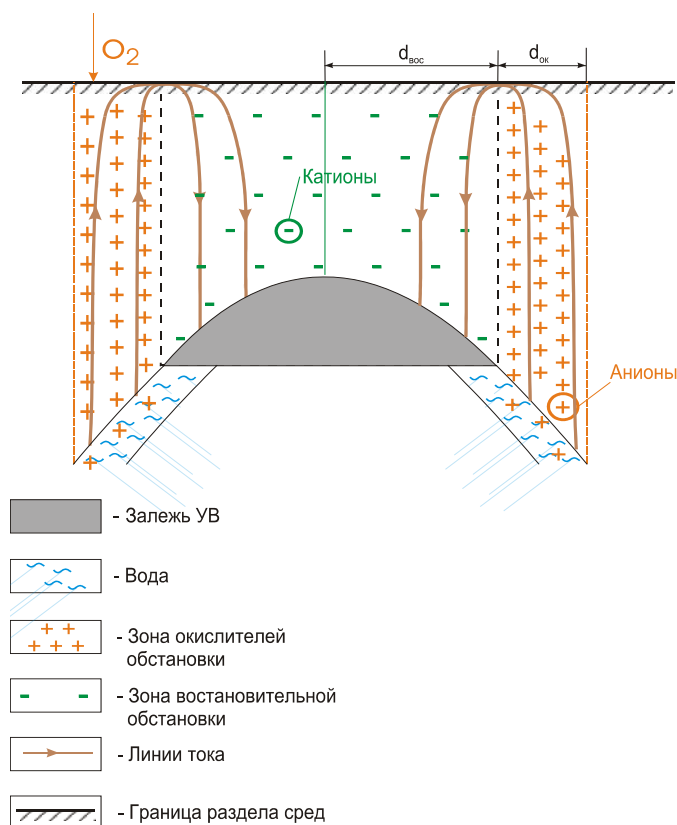 O₂
dвос
dок
Катионы
Анионы
- Залежь УВ
- Вода
- Зона окислителей
обстановки
- Зона востановительной
обстановки
- Линии тока
- Граница раздела сред